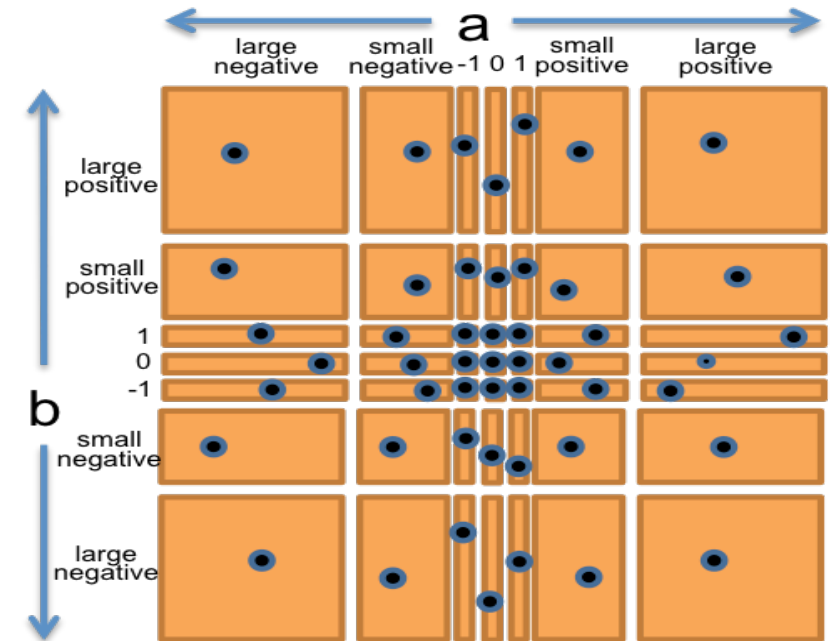 a
large
negative
small
negative
-1 0 1
small
positive
large
positive
large
positive
small
positive
1
0
-1
b
small
negative
large
negative